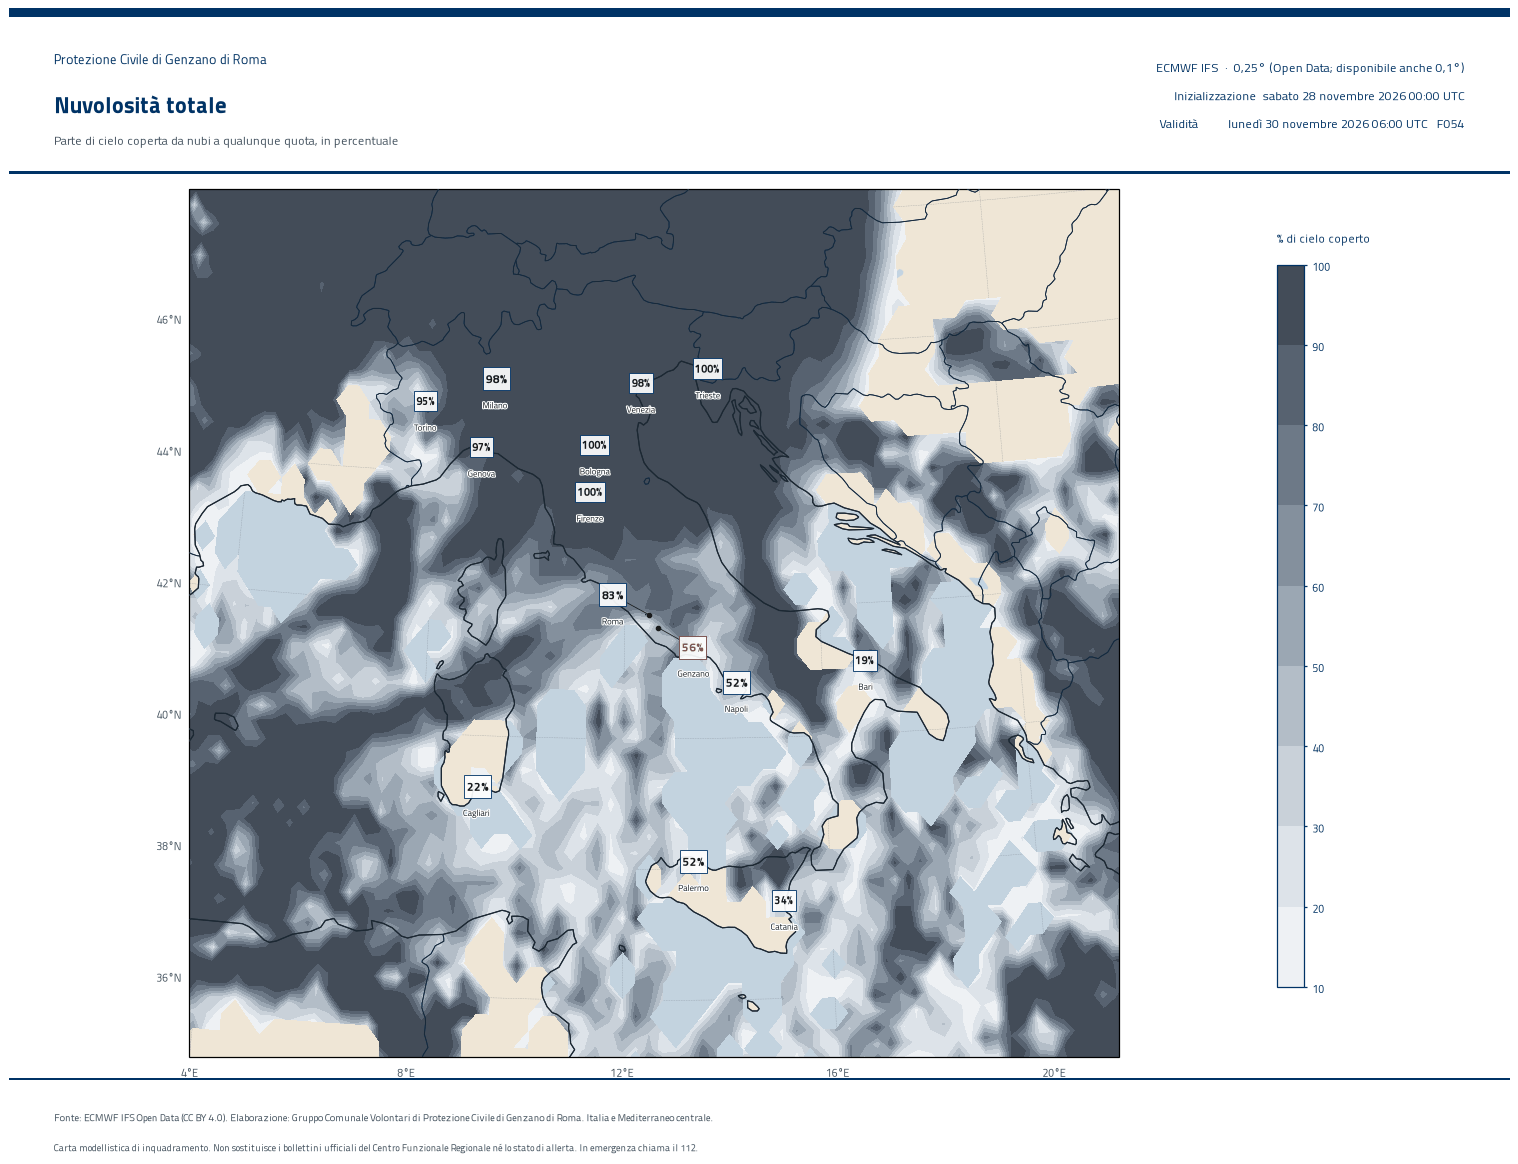 Protezione Civile di Genzano di Roma
Nuvolosità totale
Parte di cielo coperta da nubi a qualunque quota, in percentuale
ECMWF IFS · 0,25° (Open Data; disponibile anche 0,1°)
Inizializzazione sabato 28 novembre 2026 00:00 UTC
Validità lunedì 30 novembre 2026 06:00 UTC F054
% di cielo coperto
100
90
80
70
60
50
40
30
20
10
46°N
44°N
42°N
40°N
38°N
36°N
4°E
8°E
12°E
16°E
20°E
95%
Torino
98%
Milano
98%
Venezia
100%
Trieste
97%
Genova
100%
Bologna
100%
Firenze
83%
Roma
56%
Genzano
52%
Napoli
19%
Bari
22%
Cagliari
52%
Palermo
34%
Catania
Fonte: ECMWF IFS Open Data (CC BY 4.0). Elaborazione: Gruppo Comunale Volontari di Protezione Civile di Genzano di Roma. Italia e Mediterraneo centrale.
Carta modellistica di inquadramento. Non sostituisce i bollettini ufficiali del Centro Funzionale Regionale né lo stato di allerta. In emergenza chiama il 112.